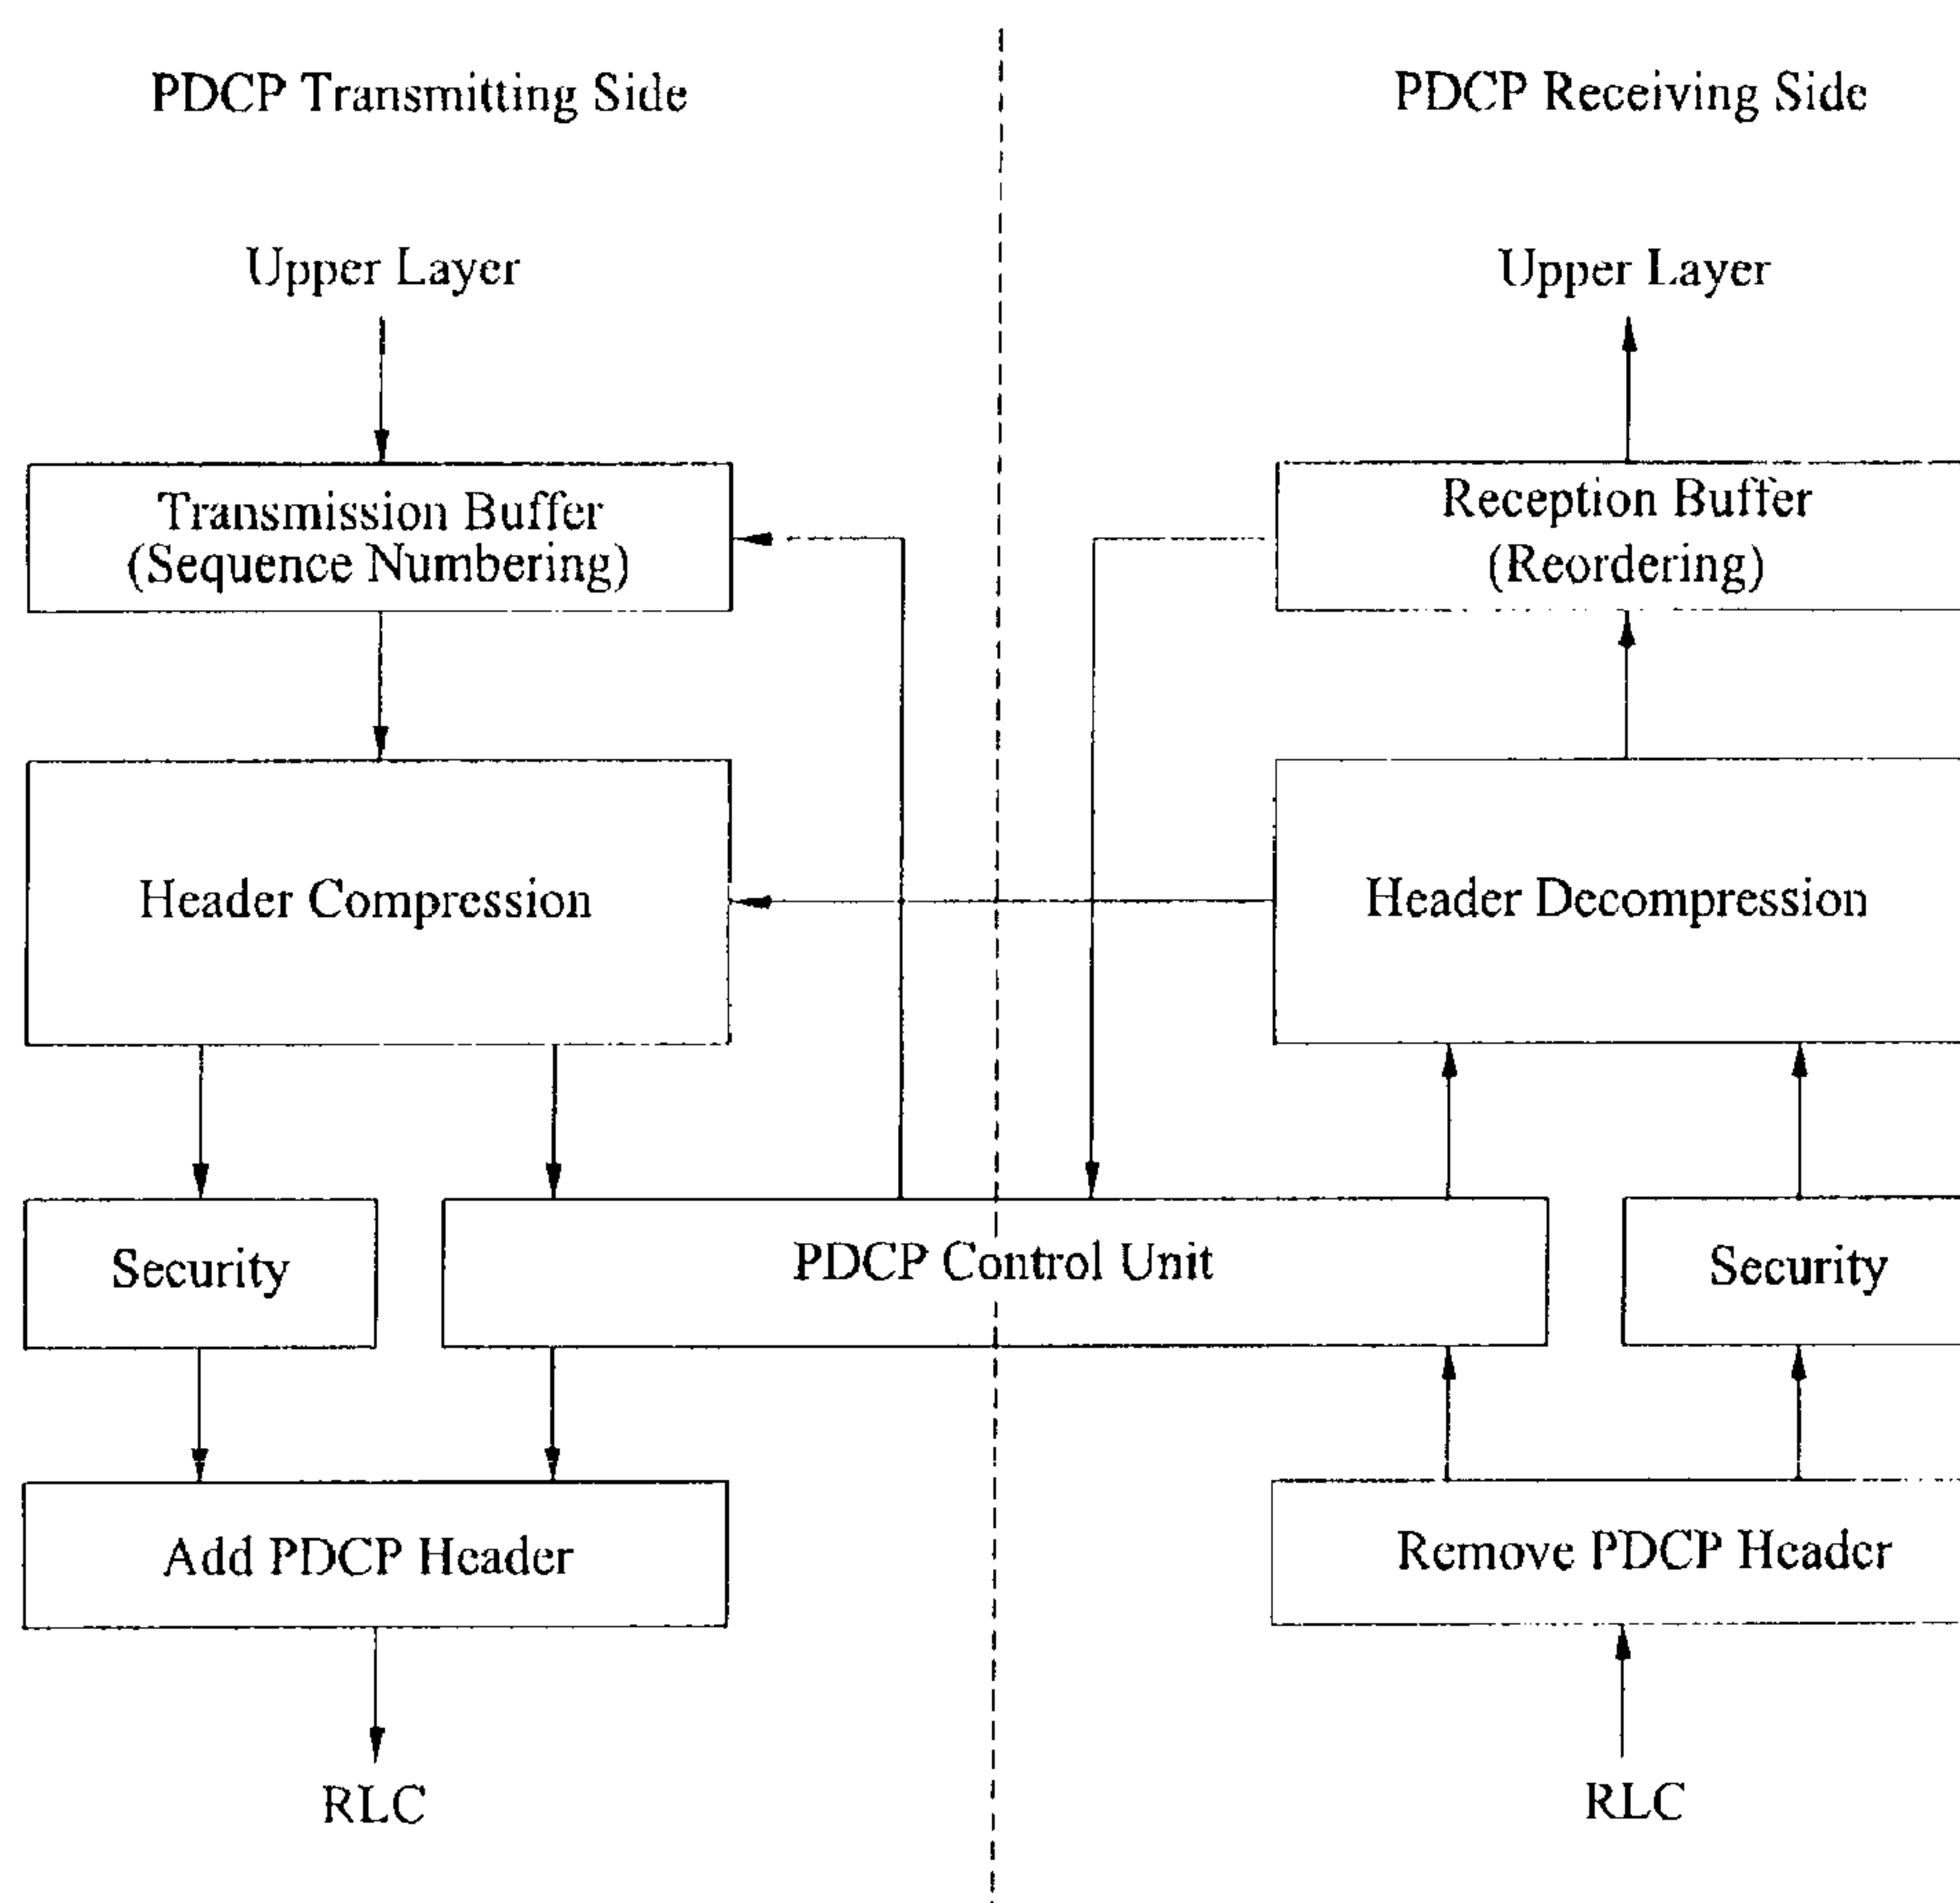 PDCP Transmitting Side
PDCP Receiving Side
Upper Layer
Upper Layer
Transmission Buffer
(Sequence Numbering)
Reception Buffer
(Reordering)
Header Compression
Header Decompression
Security
PDCP Control Unit
Security
Add PDCP Header
Remove PDCP Header
RLC
RLC